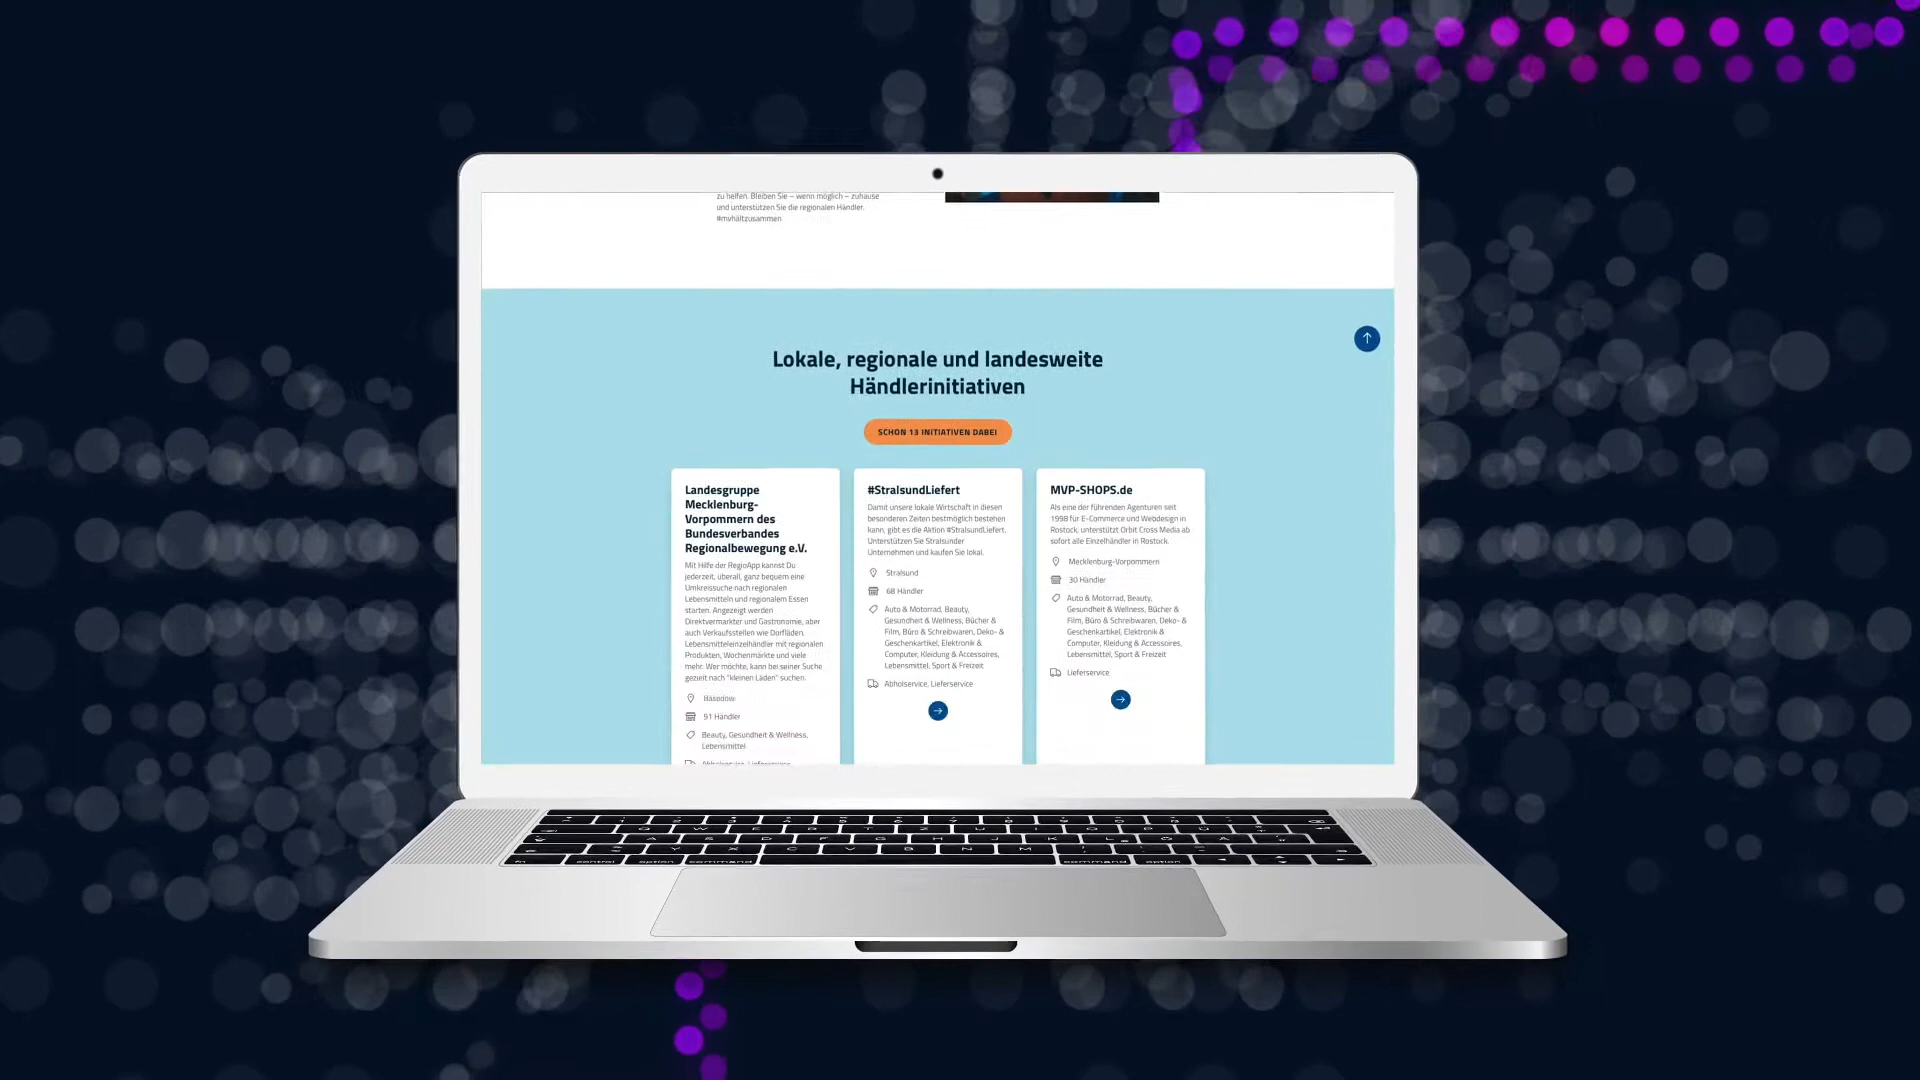 zu helfen. Bleiben Sie – wenn möglich – zuhause
und unterstützen Sie die regionalen Händler.
#mvhältzusammen
Lokale, regionale und landesweite
Händlerinitiativen
SCHON 13 INITIATIVEN DABEI
Landesgruppe
Mecklenburg-
Vorpommern des
Bundesverbandes
Regionalbewegung e.V.
Mit Hilfe der RegioApp kannst Du
jederzeit, überall, ganz bequem eine
Umkreissuche nach regionalen
Lebensmitteln und regionalem Essen
starten. Angezeigt werden
Direktvermarkter und Gastronomie, aber
auch Verkaufsstellen wie Dorfläden,
Lebensmitteleinzelhändler mit regionalen
Produkten, Wochenmärkte und viele
mehr. Wer möchte, kann bei seiner Suche
gezielt nach "kleinen Läden" suchen.
Basedow
91 Händler
Beauty, Gesundheit & Wellness,
Lebensmittel
Abholservice, Lieferservice
#StralsundLiefert
Damit unsere lokale Wirtschaft in diesen
besonderen Zeiten bestmöglich bestehen
kann, gibt es die Aktion #StralsundLiefert.
Unterstützen Sie Stralsunder
Unternehmen und kaufen Sie lokal.
Stralsund
68 Händler
Auto & Motorrad, Beauty,
Gesundheit & Wellness, Bücher &
Film, Büro & Schreibwaren, Deko- &
Geschenkartikel, Elektronik &
Computer, Kleidung & Accessoires,
Lebensmittel, Sport & Freizeit
Abholservice, Lieferservice
MVP-SHOPS.de
Als eine der führenden Agenturen seit
1998 für E-Commerce und Webdesign in
Rostock, unterstützt Orbit Cross Media ab
sofort alle Einzelhändler in Rostock.
Mecklenburg-Vorpommern
30 Händler
Auto & Motorrad, Beauty,
Gesundheit & Wellness, Bücher &
Film, Büro & Schreibwaren, Deko- &
Geschenkartikel, Elektronik &
Computer, Kleidung & Accessoires,
Lebensmittel, Sport & Freizeit
Lieferservice
fn control option command command option